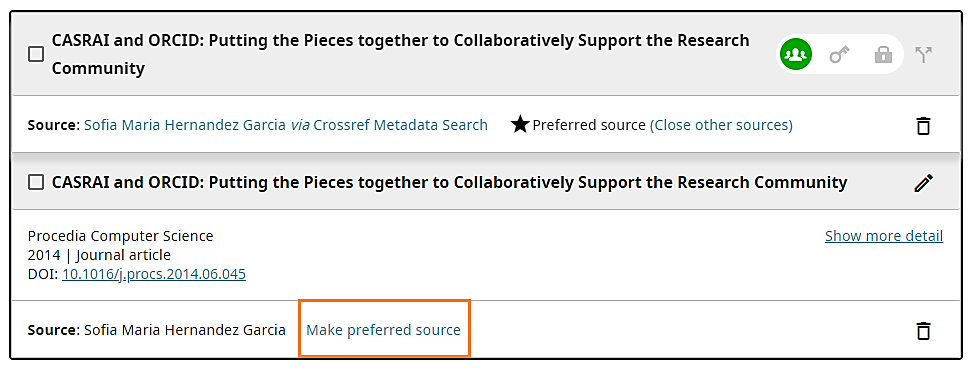 CASRAI and ORCID: Putting the Pieces together to Collaboratively Support the Research
Community
Source: Sofia Maria Hernandez Garcia via Crossref Metadata Search ★Preferred source (Close other sources)
CASRAI and ORCID: Putting the Pieces together to Collaboratively Support the Research Community
Procedia Computer Science
Show more detail
2014 | Journal article
DOI: 10.1016/j.procs.2014.06.045
Source: Sofia Maria Hernandez Garcia Make preferred source